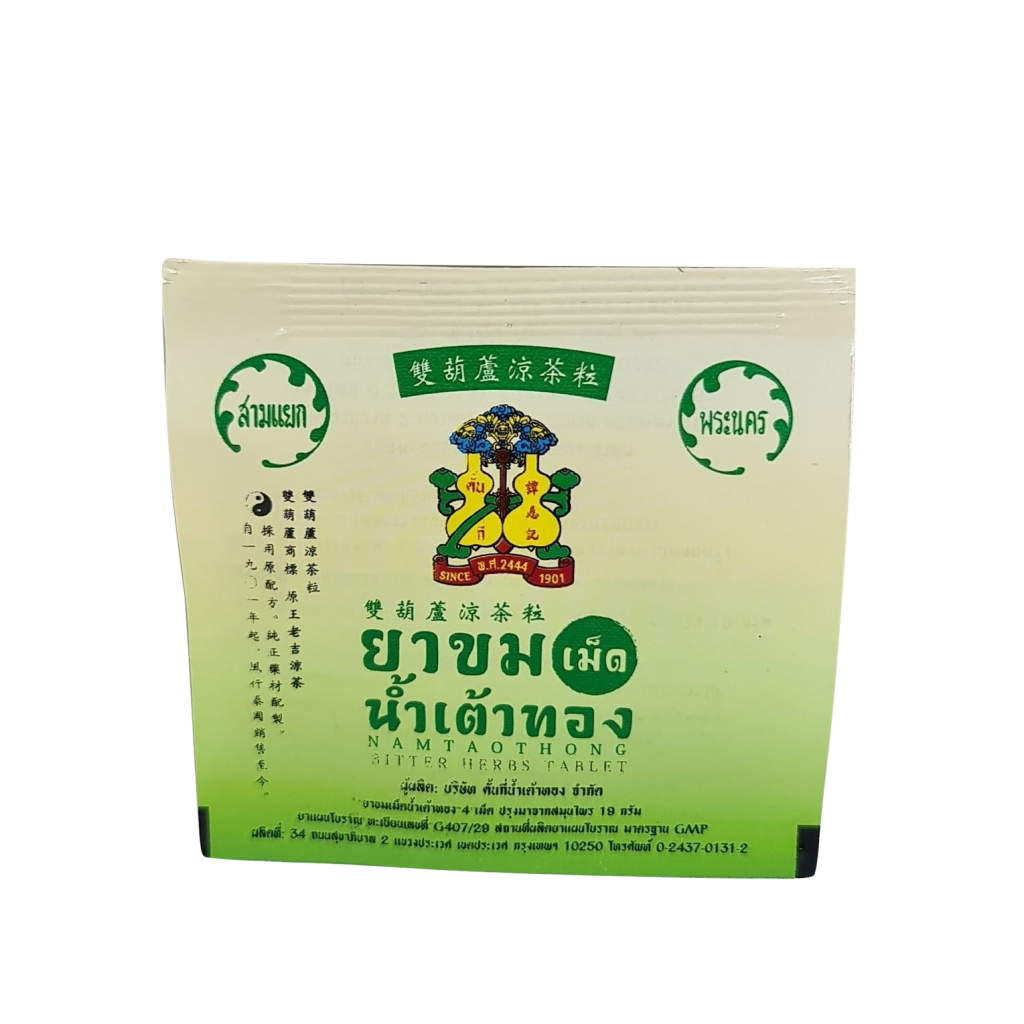 雙葫蘆涼茶粒
สามแยก
พระนคร
คั้น
กี่
譚惠記
SINCE พ.ศ.2444 1901
雙葫蘆涼茶粒
雙葫蘆商標 原王老吉涼茶
採用原配方。純正藥材配製。
自一九〇一年起,風行泰國銷售至今。
雙葫蘆涼茶粒
ยาขม เม็ด
น้ำเต้าทอง
NAMTAOTHONG
BITTER HERBS TABLET
ผู้ผลิต: บริษัท คั้นกี่น้ำเต้าทอง จำกัด
ยาขมเม็ดน้ำเต้าทอง 4 เม็ด ปรุงมาจากสมุนไพร 19 กรัม
ยาแผนโบราณ ทะเบียนเลขที่ G407/29 สถานที่ผลิตยาแผนโบราณ มาตรฐาน GMP
ผลิตที่: 34 ถนนสุขาภิบาล 2 แขวงประเวศ เขตประเวศ กรุงเทพฯ 10250 โทรศัพท์ 0-2437-0131-2